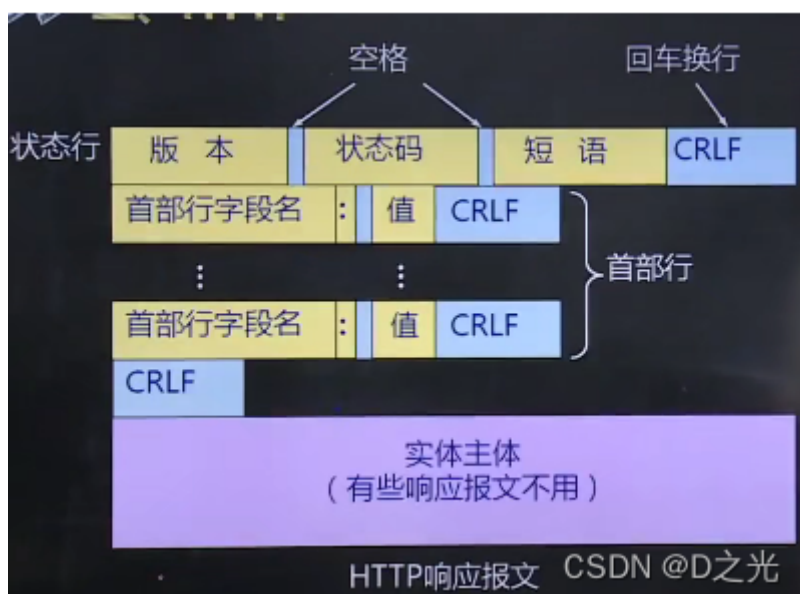 空格 回车换行
状态行 版 本 状态码 短 语 CRLF
首部行字段名 : 值 CRLF
⋮ ⋮ 首部行
首部行字段名 : 值 CRLF
CRLF
实体主体
(有些响应报文不用)
HTTP响应报文 CSDN @D之光